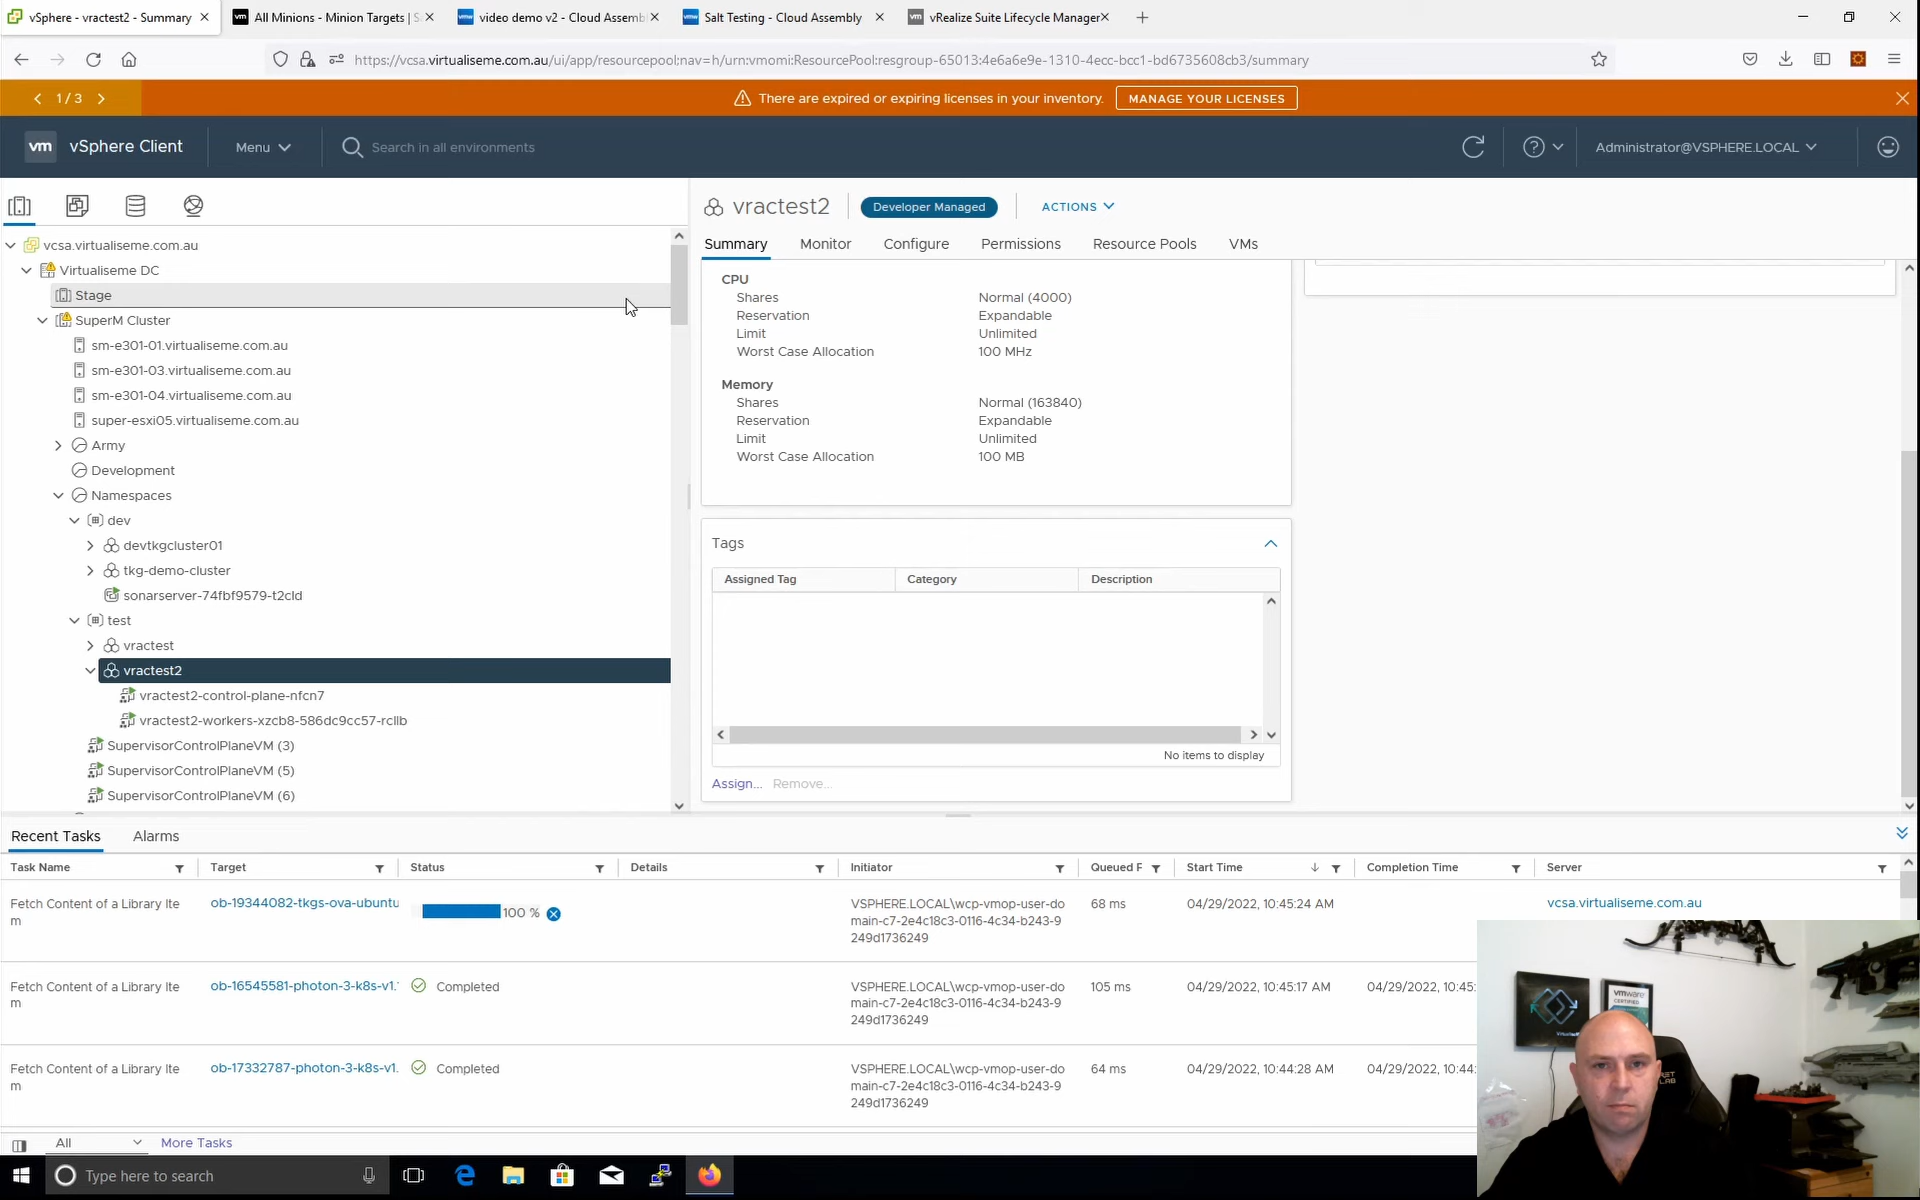 vSphere - vractest2 - Summary
All Minions - Minion Targets | S
video demo v2 - Cloud Assembl
Salt Testing - Cloud Assembly
vRealize Suite Lifecycle Manager
https://vcsa.virtualiseme.com.au/ui/app/resourcepool;nav=h/urn:vmomi:ResourcePool:resgroup-65013:4e6a6e9e-1310-4ecc-bcc1-bd6735608cb3/summary
1 / 3
There are expired or expiring licenses in your inventory.
MANAGE YOUR LICENSES
vm vSphere Client
Menu
Search in all environments
Administrator@VSPHERE.LOCAL
vractest2
Developer Managed
ACTIONS
Summary
Monitor
Configure
Permissions
Resource Pools
VMs
vcsa.virtualiseme.com.au
Virtualiseme DC
Stage
SuperM Cluster
sm-e301-01.virtualiseme.com.au
sm-e301-03.virtualiseme.com.au
sm-e301-04.virtualiseme.com.au
super-esxi05.virtualiseme.com.au
Army
Development
Namespaces
dev
devtkgcluster01
tkg-demo-cluster
sonarserver-74fbf9579-t2cld
test
vractest
vractest2
vractest2-control-plane-nfcn7
vractest2-workers-xzcb8-586dc9cc57-rcllb
SupervisorControlPlaneVM (3)
SupervisorControlPlaneVM (5)
SupervisorControlPlaneVM (6)
CPU
Shares Normal (4000)
Reservation Expandable
Limit Unlimited
Worst Case Allocation 100 MHz
Memory
Shares Normal (163840)
Reservation Expandable
Limit Unlimited
Worst Case Allocation 100 MB
Tags
Assigned Tag Category Description
No items to display
Assign... Remove...
Recent Tasks Alarms
Task Name Target Status Details Initiator Queued F Start Time Completion Time Server
Fetch Content of a Library Ite
m
ob-19344082-tkgs-ova-ubuntu
100 %
VSPHERE.LOCAL\wcp-vmop-user-do
main-c7-2e4c18c3-0116-4c34-b243-9
249d1736249
68 ms
04/29/2022, 10:45:24 AM
vcsa.virtualiseme.com.au
Fetch Content of a Library Ite
m
ob-16545581-photon-3-k8s-v1.
Completed
VSPHERE.LOCAL\wcp-vmop-user-do
main-c7-2e4c18c3-0116-4c34-b243-9
249d1736249
105 ms
04/29/2022, 10:45:17 AM
04/29/2022, 10:45:
Fetch Content of a Library Ite
m
ob-17332787-photon-3-k8s-v1.
Completed
VSPHERE.LOCAL\wcp-vmop-user-do
main-c7-2e4c18c3-0116-4c34-b243-9
249d1736249
64 ms
04/29/2022, 10:44:28 AM
04/29/2022, 10:44:
All
More Tasks
Type here to search
vmware
CERTIFIED